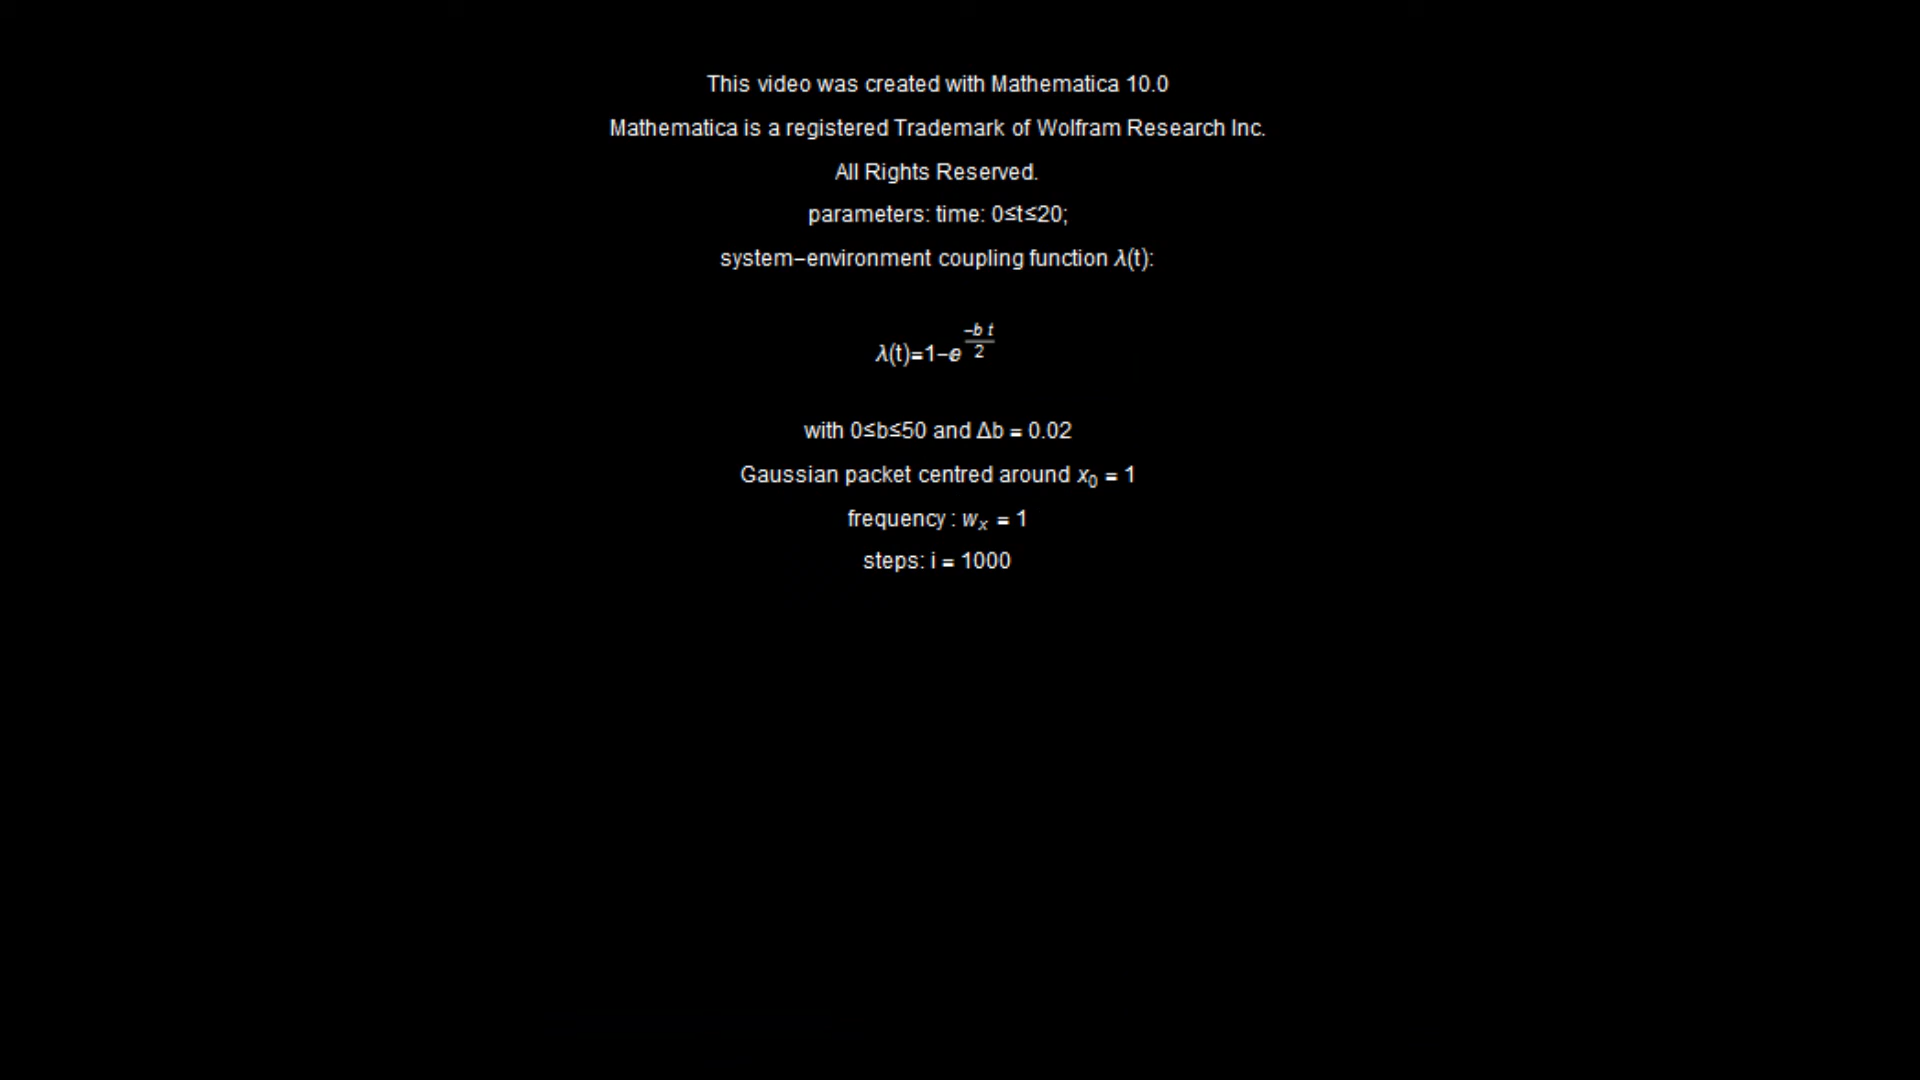 This video was created with Mathematica 10.0
Mathematica is a registered Trademark of Wolfram Research Inc.
All Rights Reserved.
parameters: time: 0≤t≤20;
system–environment coupling function λ(t):
λ(t)=1–e^(–b t/2)
with 0≤b≤50 and Δb = 0.02
Gaussian packet centred around x₀ = 1
frequency : wₓ = 1
steps: i = 1000